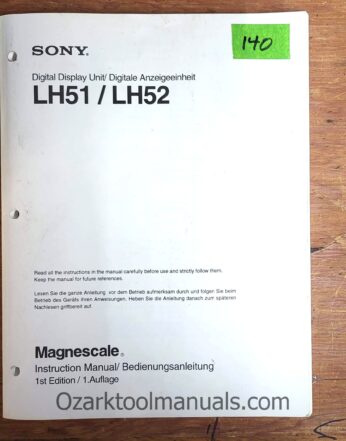 SONY®
140
Digital Display Unit/ Digitale Anzeigeeinheit
LH51 / LH52
Read all the instructions in the manual carefully before use and strictly follow them.
Keep the manual for future references.
Lesen Sie die ganze Anleitung vor dem Betrieb aufmerksam durch und folgen Sie beim
Betrieb des Geräts ihren Anweisungen. Heben Sie die Anleitung danach zum späteren
Nachlesen griffbereit auf.
Magnescale®
Instruction Manual/ Bedienungsanleitung
1st Edition / 1.Auflage
Ozarktoolmanuals.com